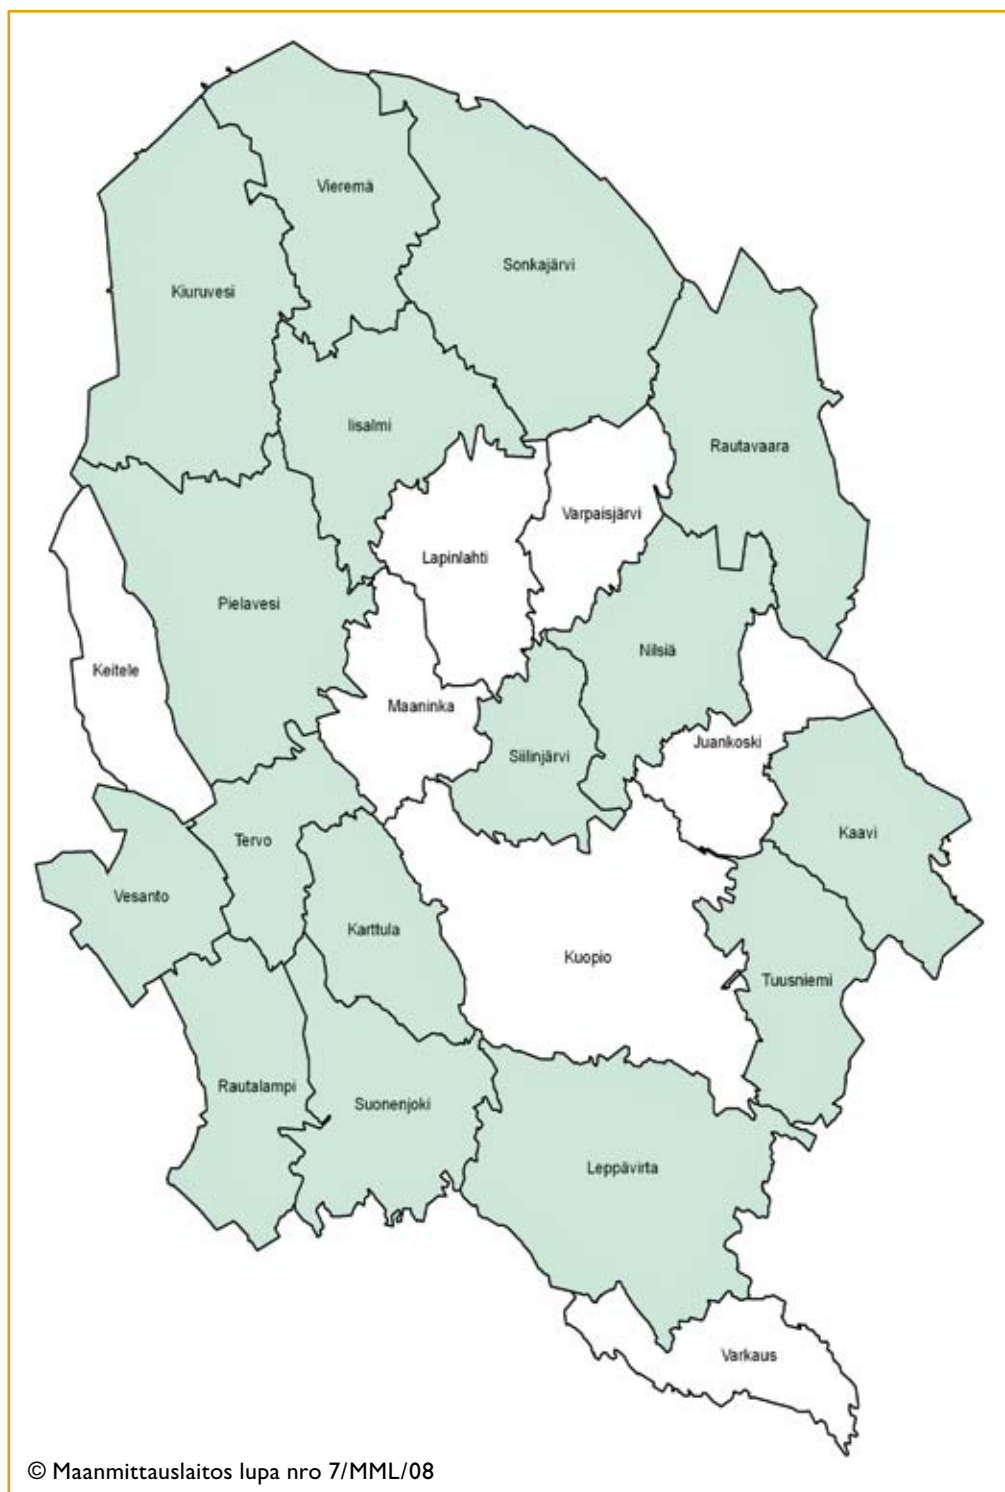 Vieremä
Sonkajärvi
Kiuruvesi
Iisalmi
Rautavaara
Varpaisjärvi
Lapinlahti
Pielavesi
Nilsiä
Keitele
Maaninka
Juankoski
Siilinjärvi
Kaavi
Tervo
Vesanto
Karttula
Kuopio
Tuusniemi
Rautalampi
Suonenjoki
Leppävirta
Varkaus
© Maanmittauslaitos lupa nro 7/MML/08